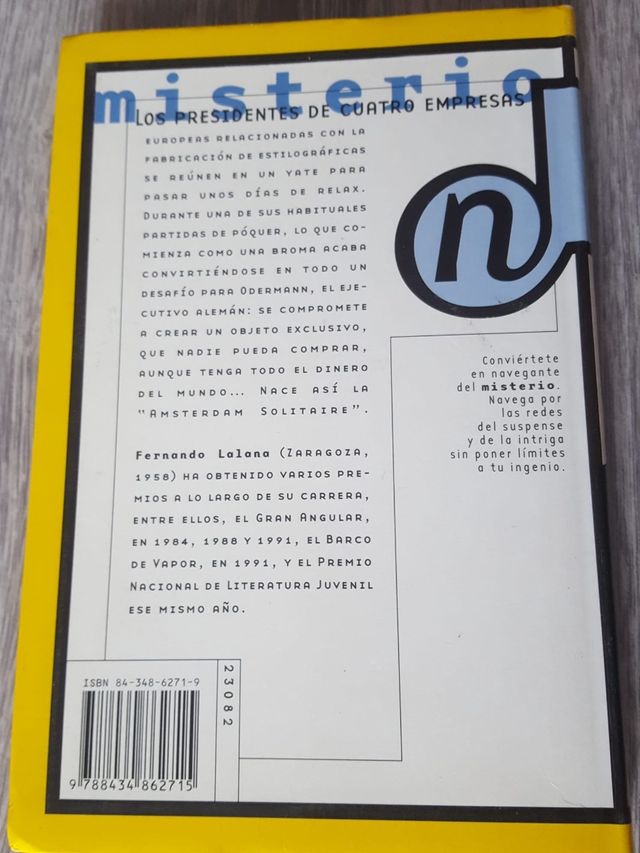 misterio
LOS PRESIDENTES DE CUATRO EMPRESAS
EUROPEAS RELACIONADAS CON LA
FABRICACIÓN DE ESTILOGRÁFICAS
SE REÚNEN EN UN YATE PARA
PASAR UNOS DÍAS DE RELAX.
DURANTE UNA DE SUS HABITUALES
PARTIDAS DE PÓQUER, LO QUE CO-
MIENZA COMO UNA BROMA ACABA
CONVIRTIÉNDOSE EN TODO UN
DESAFÍO PARA ODERMANN, EL EJE-
CUTIVO ALEMÁN: SE COMPROMETE
A CREAR UN OBJETO EXCLUSIVO,
QUE NADIE PUEDA COMPRAR,
AUNQUE TENGA TODO EL DINERO
DEL MUNDO... NACE ASÍ LA
"AMSTERDAM SOLITAIRE".
Fernando Lalana (ZARAGOZA,
1958) HA OBTENIDO VARIOS PRE-
MIOS A LO LARGO DE SU CARRERA,
ENTRE ELLOS, EL GRAN ANGULAR,
EN 1984, 1988 Y 1991, EL BARCO
DE VAPOR, EN 1991, Y EL PREMIO
NACIONAL DE LITERATURA JUVENIL
ESE MISMO AÑO.
n
Conviértete
en navegante
del misterio.
Navega por
las redes
del suspense
y de la intriga
sin poner límites
a tu ingenio.
ISBN 84-348-6271-9
9 788434 862715
23082